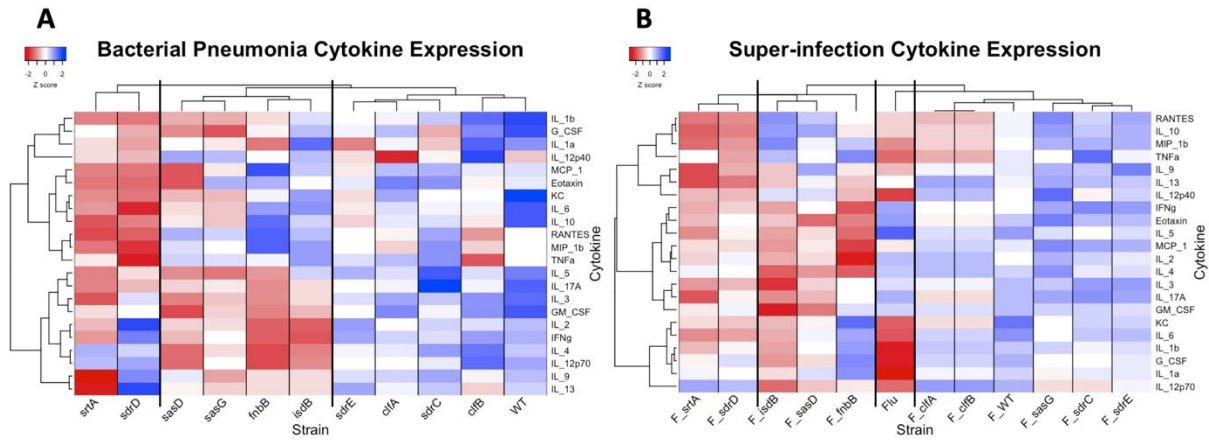 A
Bacterial Pneumonia Cytokine Expression
-2 0 2
Z score
IL_1b
G_CSF
IL_1a
IL_12p40
MCP_1
Eotaxin
KC
IL_6
IL_10
RANTES
MIP_1b
TNFa
IL_5
IL_17A
IL_3
GM_CSF
IL_2
IFNg
IL_4
IL_12p70
IL_9
IL_13
Cytokine
srtA sdrD sasD sasG fnbB isdB sdrE clfA sdrC clfB WT
Strain
B
Super-infection Cytokine Expression
-2 0 2
Z score
RANTES
IL_10
MIP_1b
TNFa
IL_9
IL_13
IL_12p40
IFNg
Eotaxin
IL_5
MCP_1
IL_2
IL_4
IL_3
IL_17A
GM_CSF
KC
IL_6
IL_1b
G_CSF
IL_1a
IL_12p70
Cytokine
F_srtA F_sdrD F_isdB F_sasD F_fnbB Flu F_clfA F_clfB F_WT F_sasG F_sdrC F_sdrE
Strain